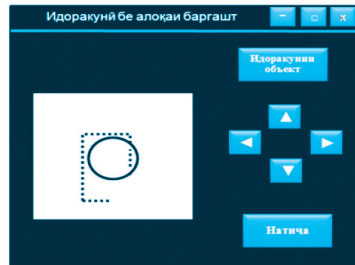 Идоракунӣ бе алоқаи баргашт
Идоракунии
объект
Натиҷа